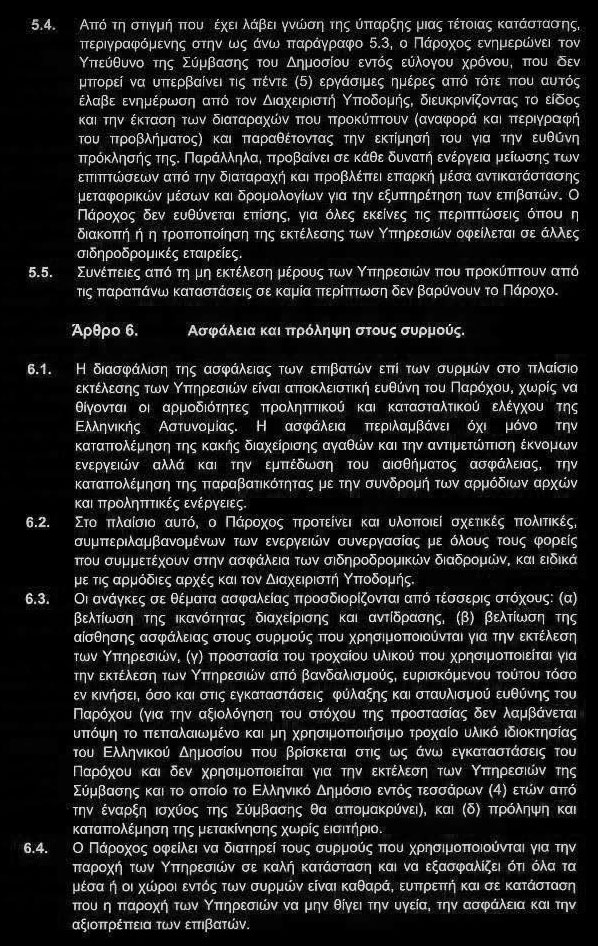 5.4. Από τη στιγμή που έχει λάβει γνώση της ύπαρξης μιας τέτοιας κατάστασης,
περιγραφόμενης στην ως άνω παράγραφο 5.3, ο Πάροχος ενημερώνει τον
Υπεύθυνο της Σύμβασης του Δημοσίου εντός εύλογου χρόνου, που δεν
μπορεί να υπερβαίνει τις πέντε (5) εργάσιμες ημέρες από τότε που αυτός
έλαβε ενημέρωση από τον Διαχειριστή Υποδομής, διευκρινίζοντας το είδος
και την έκταση των διαταραχών που προκύπτουν (αναφορά και περιγραφή
του προβλήματος) και παραθέτοντας την εκτίμησή του για την ευθύνη
πρόκλησής της. Παράλληλα, προβαίνει σε κάθε δυνατή ενέργεια μείωσης των
επιπτώσεων από την διαταραχή και προβλέπει επαρκή μέσα αντικατάστασης
μεταφορικών μέσων και δρομολογίων για την εξυπηρέτηση των επιβατών. Ο
Πάροχος δεν ευθύνεται επίσης, για όλες εκείνες τις περιπτώσεις όπου η
διακοπή ή η τροποποίηση της εκτέλεσης των Υπηρεσιών οφείλεται σε άλλες
σιδηροδρομικές εταιρείες.
5.5. Συνέπειες από τη μη εκτέλεση μέρους των Υπηρεσιών που προκύπτουν από
τις παραπάνω καταστάσεις σε καμία περίπτωση δεν βαρύνουν το Πάροχο.
Άρθρο 6. Ασφάλεια και πρόληψη στους συρμούς.
6.1. Η διασφάλιση της ασφάλειας των επιβατών επί των συρμών στο πλαίσιο
εκτέλεσης των Υπηρεσιών είναι αποκλειστική ευθύνη του Παρόχου, χωρίς να
θίγονται οι αρμοδιότητες προληπτικού και κατασταλτικού ελέγχου της
Ελληνικής Αστυνομίας. Η ασφάλεια περιλαμβάνει όχι μόνο την
καταπολέμηση της κακής διαχείρισης αγαθών και την αντιμετώπιση έκνομων
ενεργειών αλλά και την εμπέδωση του αισθήματος ασφάλειας, την
καταπολέμηση της παραβατικότητας με την συνδρομή των αρμόδιων αρχών
και προληπτικές ενέργειες.
6.2. Στο πλαίσιο αυτό, ο Πάροχος προτείνει και υλοποιεί σχετικές πολιτικές,
συμπεριλαμβανομένων των ενεργειών συνεργασίας με όλους τους φορείς
που συμμετέχουν στην ασφάλεια των σιδηροδρομικών διαδρομών, και ειδικά
με τις αρμόδιες αρχές και τον Διαχειριστή Υποδομής.
6.3. Οι ανάγκες σε θέματα ασφαλείας προσδιορίζονται από τέσσερις στόχους: (α)
βελτίωση της ικανότητας διαχείρισης και αντίδρασης, (β) βελτίωση της
αίσθησης ασφάλειας στους συρμούς που χρησιμοποιούνται για την εκτέλεση
των Υπηρεσιών, (γ) προστασία του τροχαίου υλικού που χρησιμοποιείται για
την εκτέλεση των Υπηρεσιών από βανδαλισμούς, ευρισκόμενου τούτου τόσο
εν κινήσει, όσο και στις εγκαταστάσεις φύλαξης και σταυλισμού ευθύνης του
Παρόχου (για την αξιολόγηση του στόχου της προστασίας δεν λαμβάνεται
υπόψη το πεπαλαιωμένο και μη χρησιμοποιήσιμο τροχαίο υλικό ιδιοκτησίας
του Ελληνικού Δημοσίου που βρίσκεται στις ως άνω εγκαταστάσεις του
Παρόχου και δεν χρησιμοποιείται για την εκτέλεση των Υπηρεσιών της
Σύμβασης και το οποίο το Ελληνικό Δημόσιο εντός τεσσάρων (4) ετών από
την έναρξη ισχύος της Σύμβασης θα απομακρύνει), και (δ) πρόληψη και
καταπολέμηση της μετακίνησης χωρίς εισιτήριο.
6.4. Ο Πάροχος οφείλει να διατηρεί τους συρμούς που χρησιμοποιούνται για την
παροχή των Υπηρεσιών σε καλή κατάσταση και να εξασφαλίζει ότι όλα τα
μέσα ή οι χώροι εντός των συρμών είναι καθαρά, ευπρεπή και σε κατάσταση
που η παροχή των Υπηρεσιών να μην θίγει την υγεία, την ασφάλεια και την
αξιοπρέπεια των επιβατών.